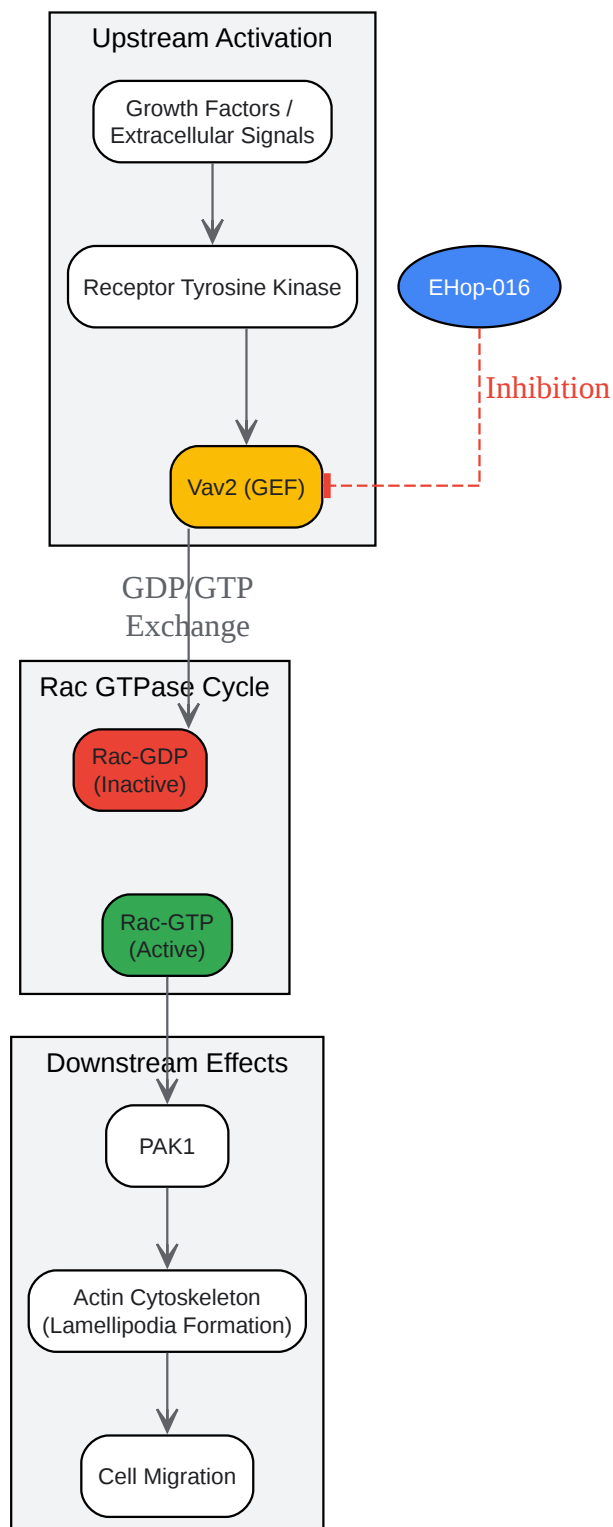 Upstream Activation
Growth Factors /
Extracellular Signals
Receptor Tyrosine Kinase
EHop-016
Inhibition
Vav2 (GEF)
GDP/GTP
Exchange
Rac GTPase Cycle
Rac-GDP
(Inactive)
Rac-GTP
(Active)
Downstream Effects
PAK1
Actin Cytoskeleton
(Lamellipodia Formation)
Cell Migration